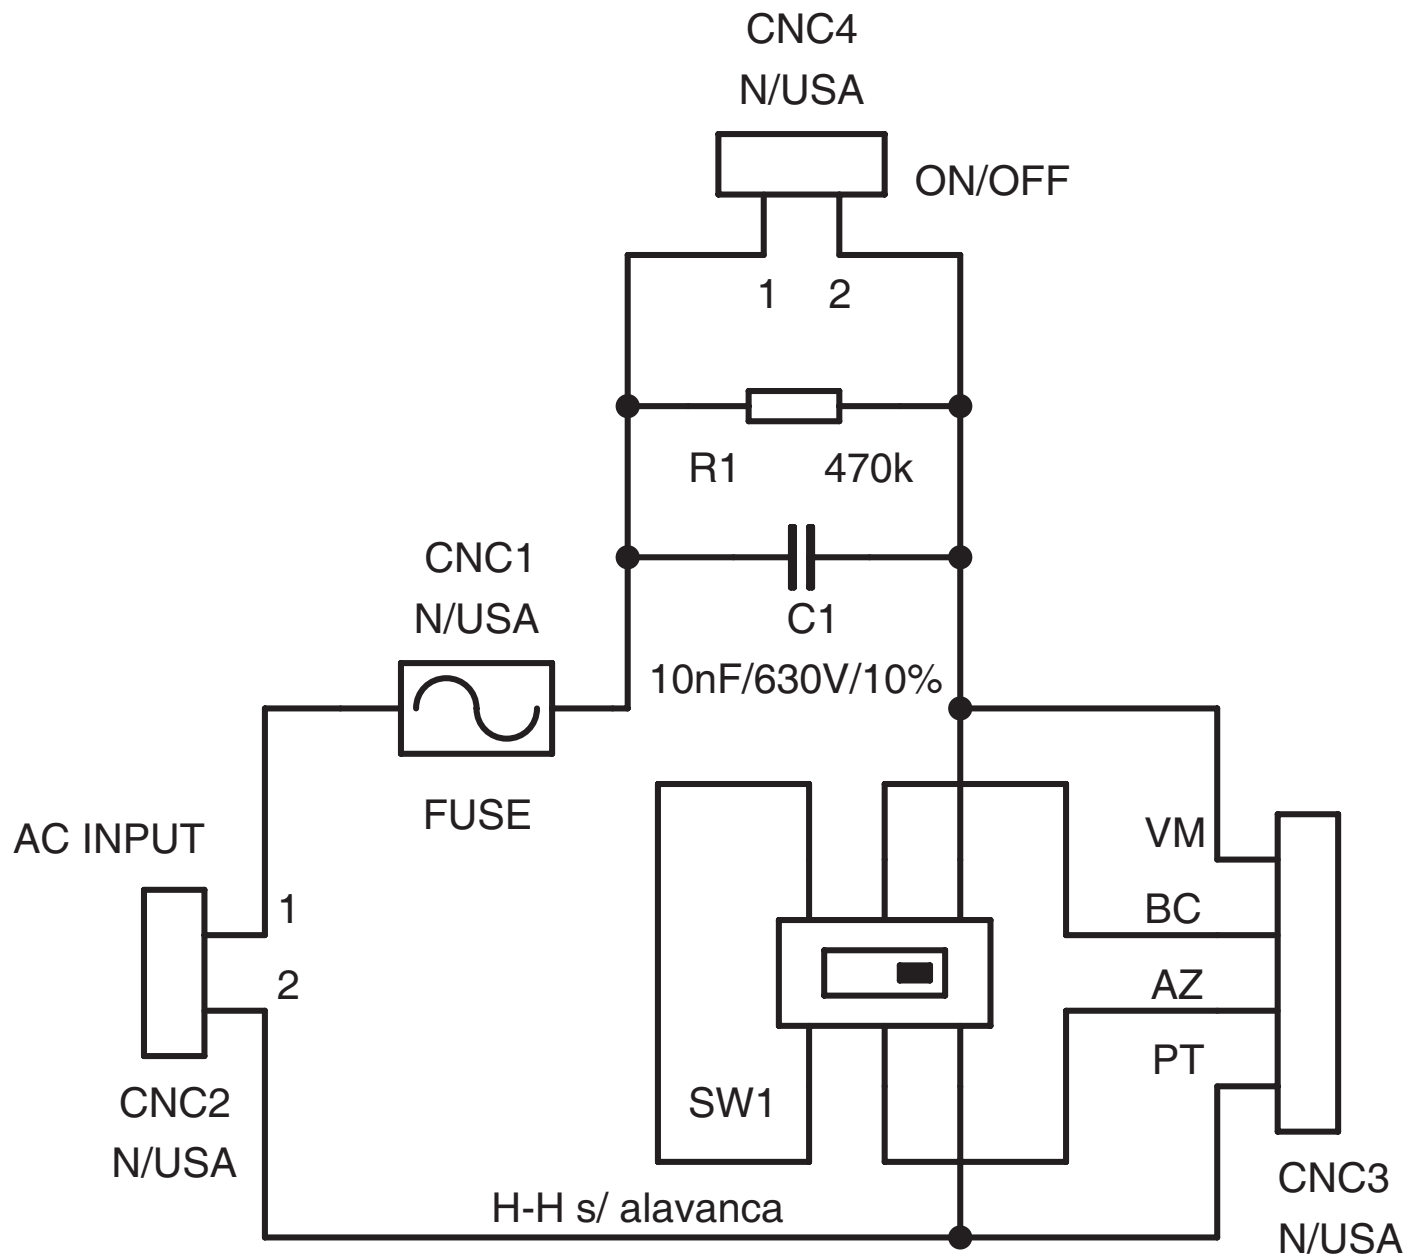 CNC4
N/USA
ON/OFF
1 2
R1 470k
CNC1
N/USA
C1
10nF/630V/10%
FUSE
AC INPUT
VM
1
BC
2
AZ
PT
CNC2
N/USA
SW1
H-H s/ alavanca
CNC3
N/USA